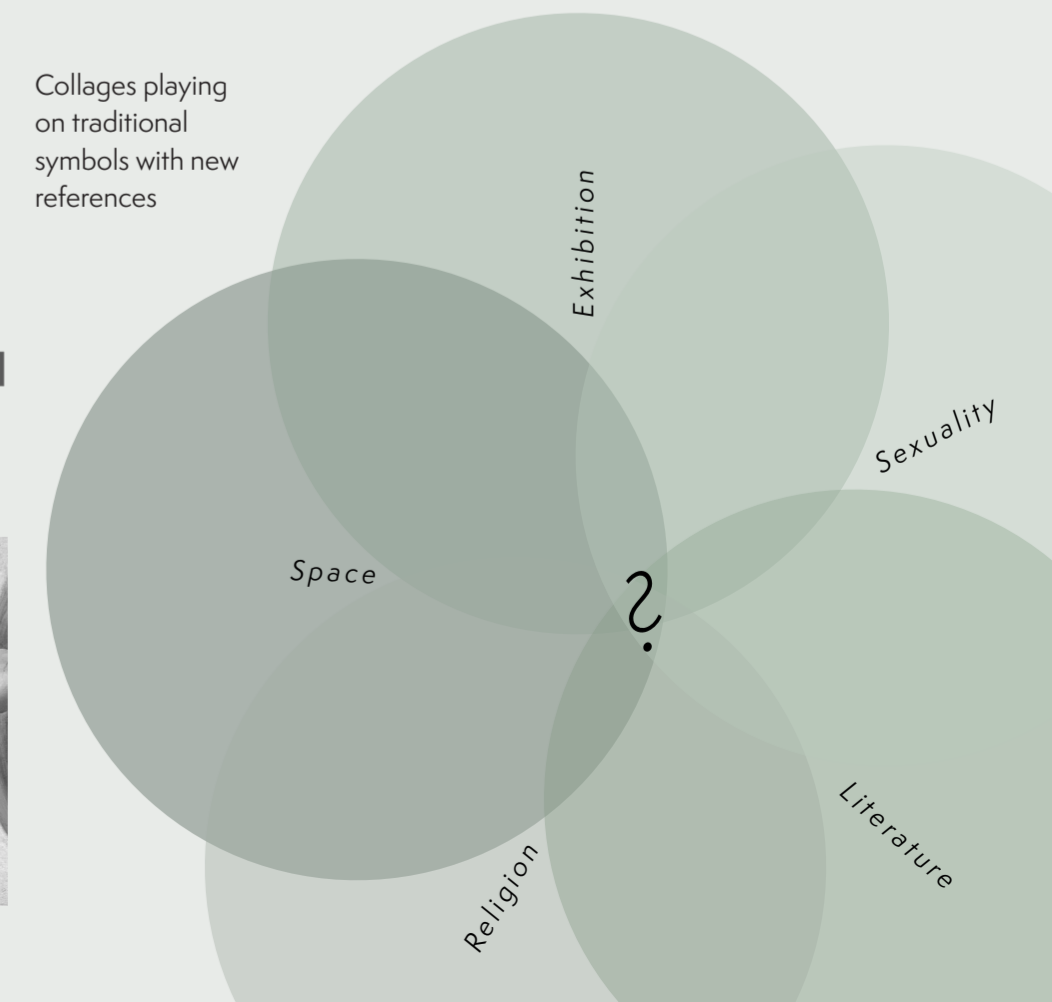 Collages playing
on traditional
symbols with new
references
Exhibition
Sexuality
Space
?
Literature
Religion